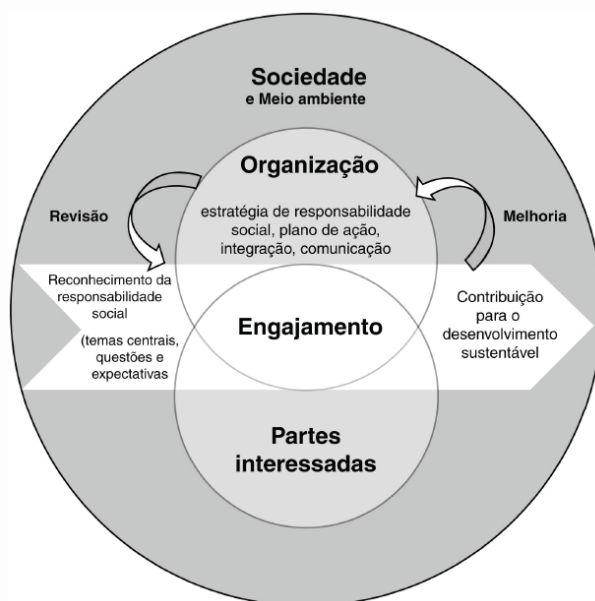 Sociedade
e Meio ambiente
Organização
estratégia de responsabilidade
social, plano de ação,
integração, comunicação
Revisão
Melhoria
Reconhecimento da
responsabilidade
social
(temas centrais,
questões e
expectativas
Engajamento
Contribuição
para o
desenvolvimento
sustentável
Partes
interessadas